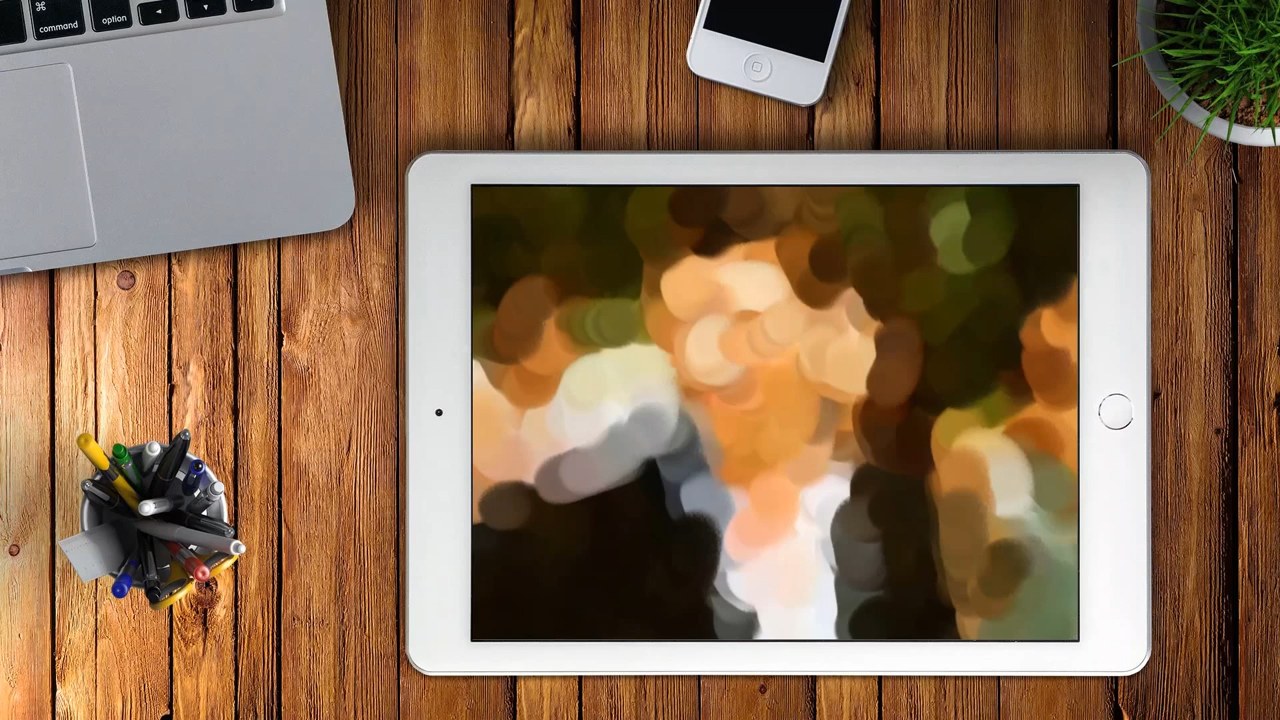 ⌘
command
option
◄
▼